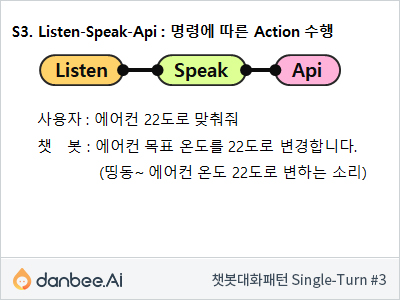 S3. Listen-Speak-Api : 명령에 따른 Action 수행
Listen Speak Api
사용자 : 에어컨 22도로 맞춰줘
챗 봇 : 에어컨 목표 온도를 22도로 변경합니다.
(띵동~ 에어컨 온도 22도로 변하는 소리)
danbee.Ai 챗봇대화패턴 Single-Turn #3